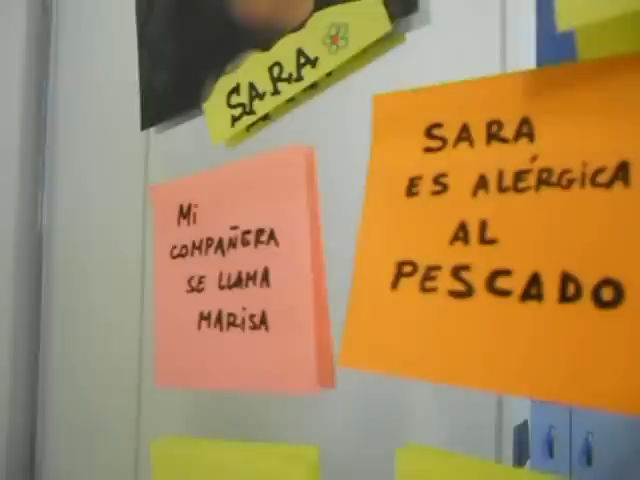 SARA
Mi
COMPAÑERA
SE LLAMA
MARiSA
SARA
ES ALÉRGiCA
AL
PESCADO